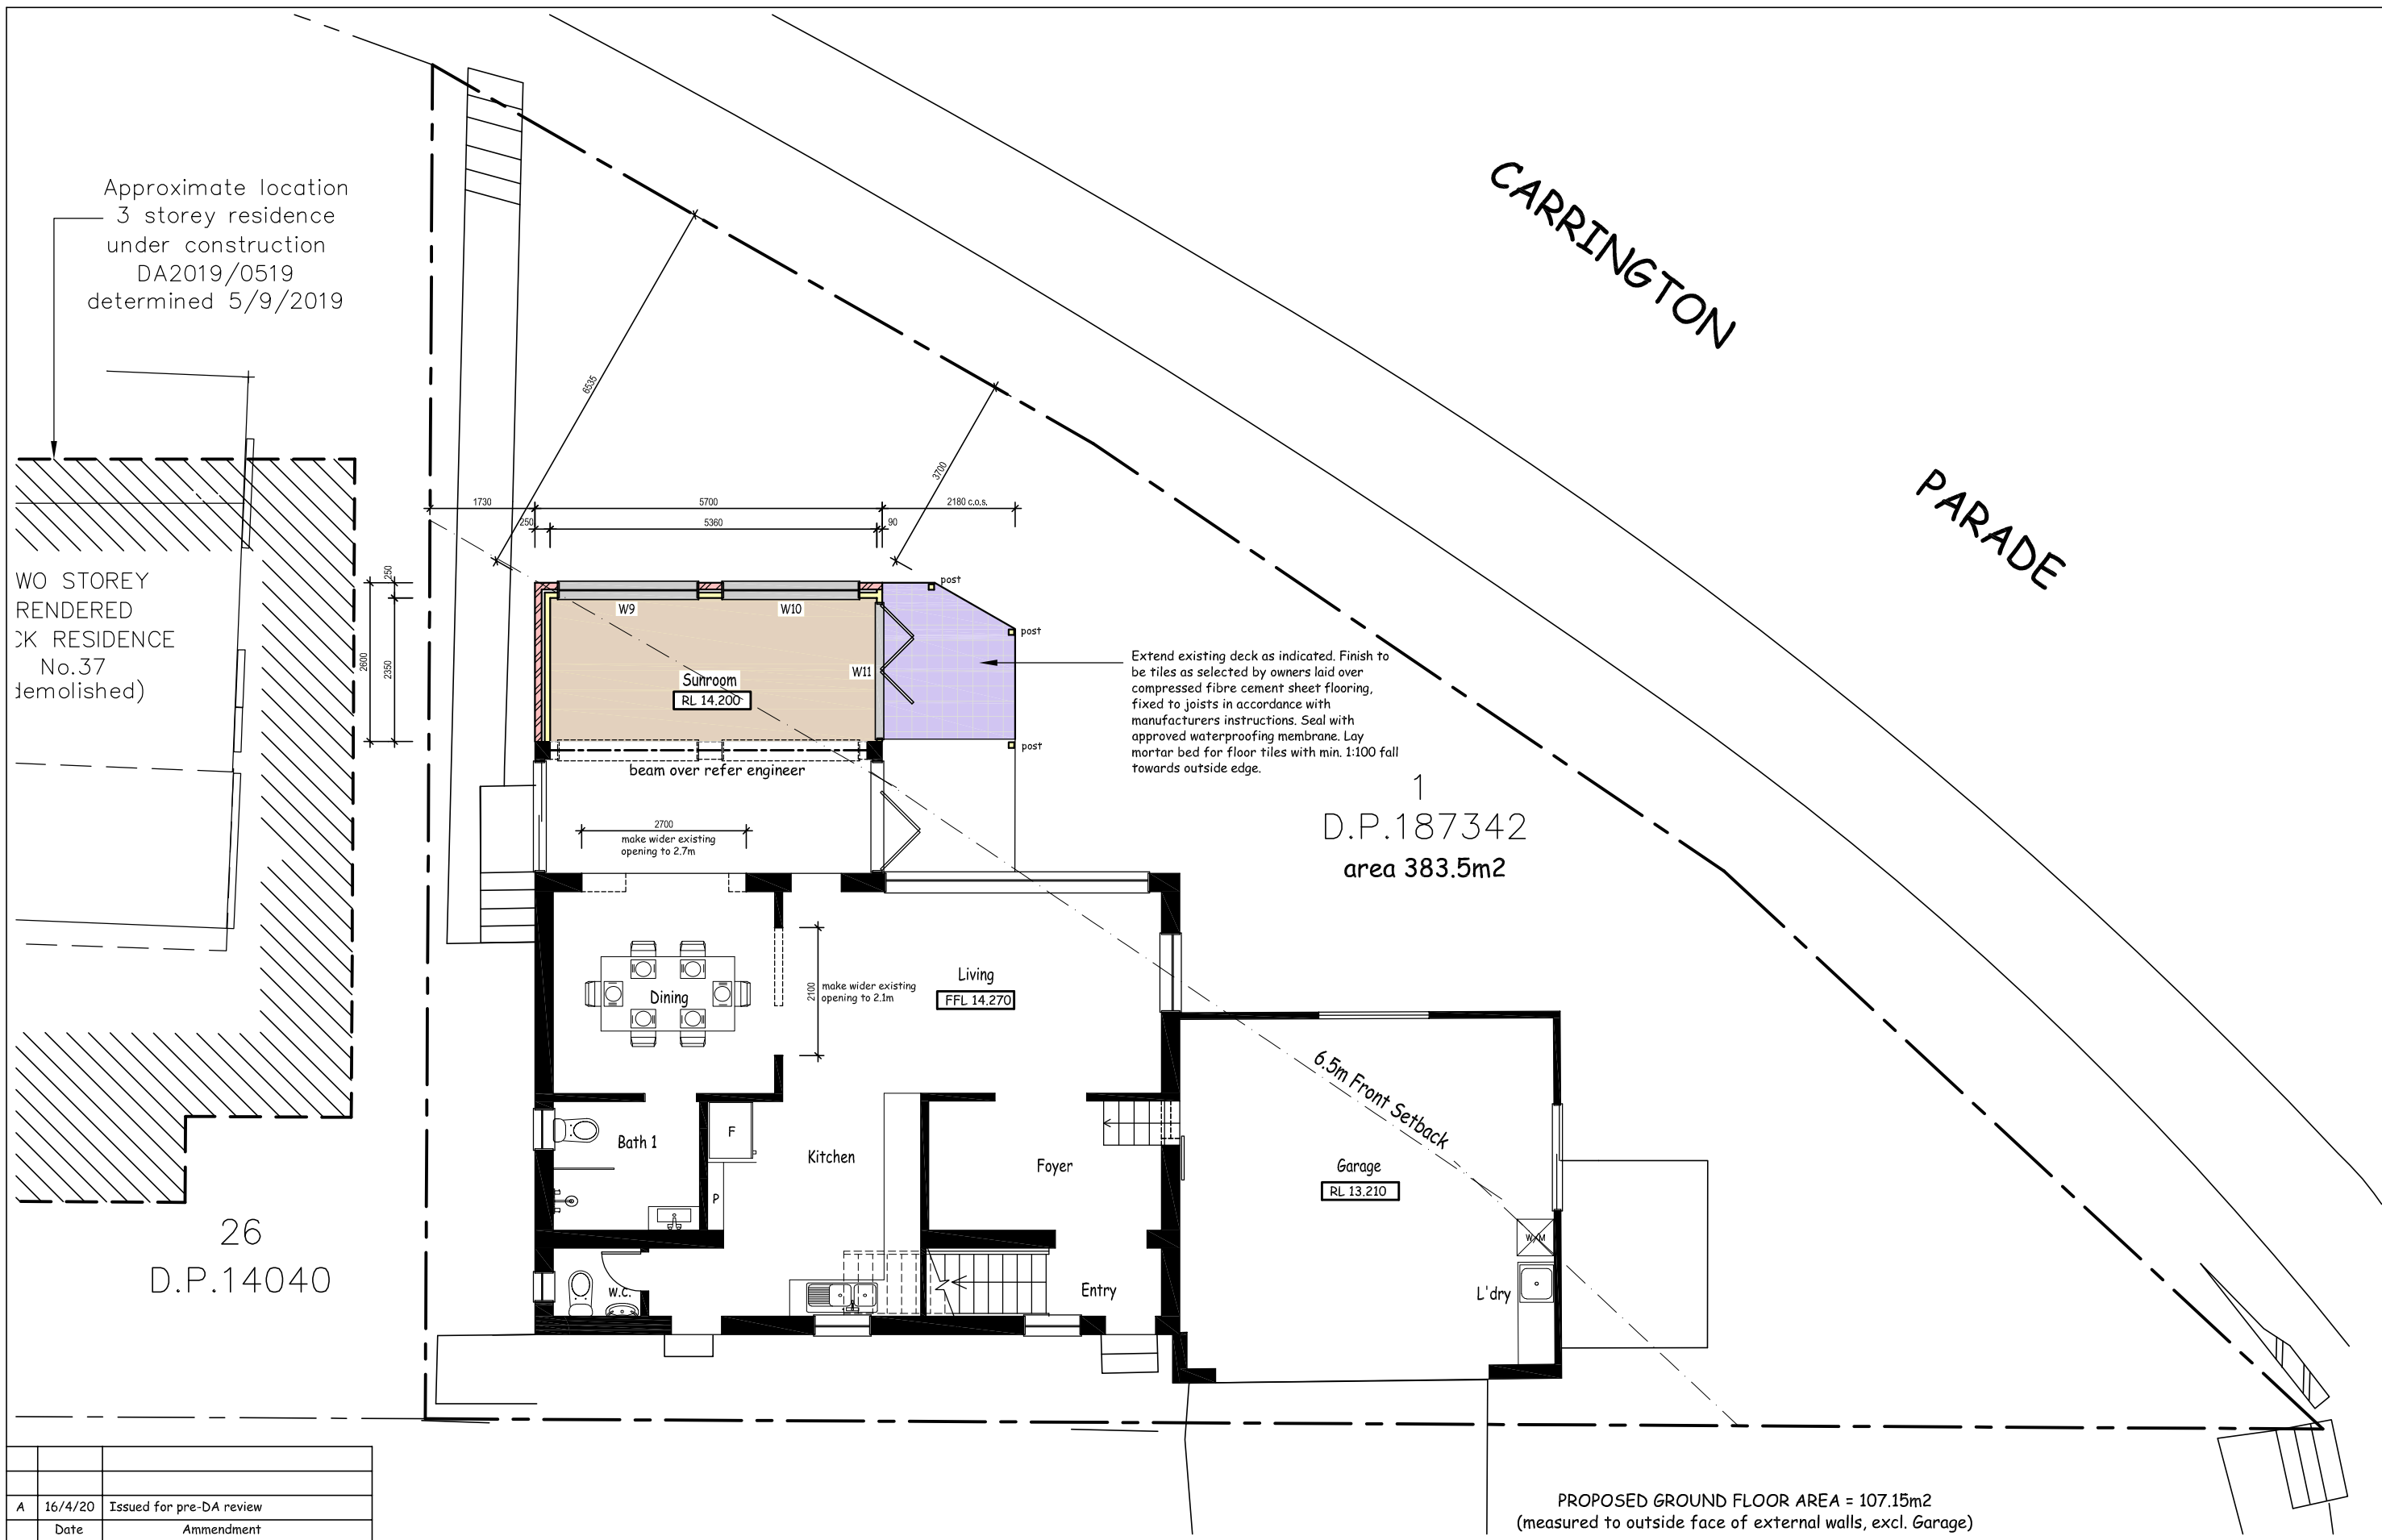 CARRINGTON
PARADE
Approximate location
3 storey residence
under construction
DA2019/0519
determined 5/9/2019
WO STOREY
RENDERED
CK RESIDENCE
No.37
demolished)
6535
3700
1730
5700
2180 c.o.s.
250
5360
90
250
2600
2350
W9
W10
W11
post
post
post
Sunroom
RL 14.200
beam over refer engineer
Extend existing deck as indicated. Finish to
be tiles as selected by owners laid over
compressed fibre cement sheet flooring,
fixed to joists in accordance with
manufacturers instructions. Seal with
approved waterproofing membrane. Lay
mortar bed for floor tiles with min. 1:100 fall
towards outside edge.
1
D.P.187342
area 383.5m2
2700
make wider existing
opening to 2.7m
Living
FFL 14.270
Dining
2100
make wider existing
opening to 2.1m
6.5m Front Setback
Bath 1
F
P
Kitchen
Foyer
Garage
RL 13.210
W/M
L'dry
W.C.
Entry
26
D.P.14040
A 16/4/20 Issued for pre-DA review
Date Ammendment
PROPOSED GROUND FLOOR AREA = 107.15m2
(measured to outside face of external walls, excl. Garage)